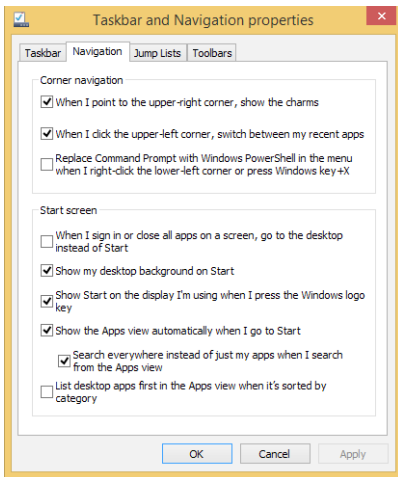 Taskbar and Navigation properties
Taskbar Navigation Jump Lists Toolbars
Corner navigation
When I point to the upper-right corner, show the charms
When I click the upper-left corner, switch between my recent apps
Replace Command Prompt with Windows PowerShell in the menu
when I right-click the lower-left corner or press Windows key+X
Start screen
When I sign in or close all apps on a screen, go to the desktop
instead of Start
Show my desktop background on Start
Show Start on the display I'm using when I press the Windows logo
key
Show the Apps view automatically when I go to Start
Search everywhere instead of just my apps when I search
from the Apps view
List desktop apps first in the Apps view when it's sorted by
category
OK Cancel Apply